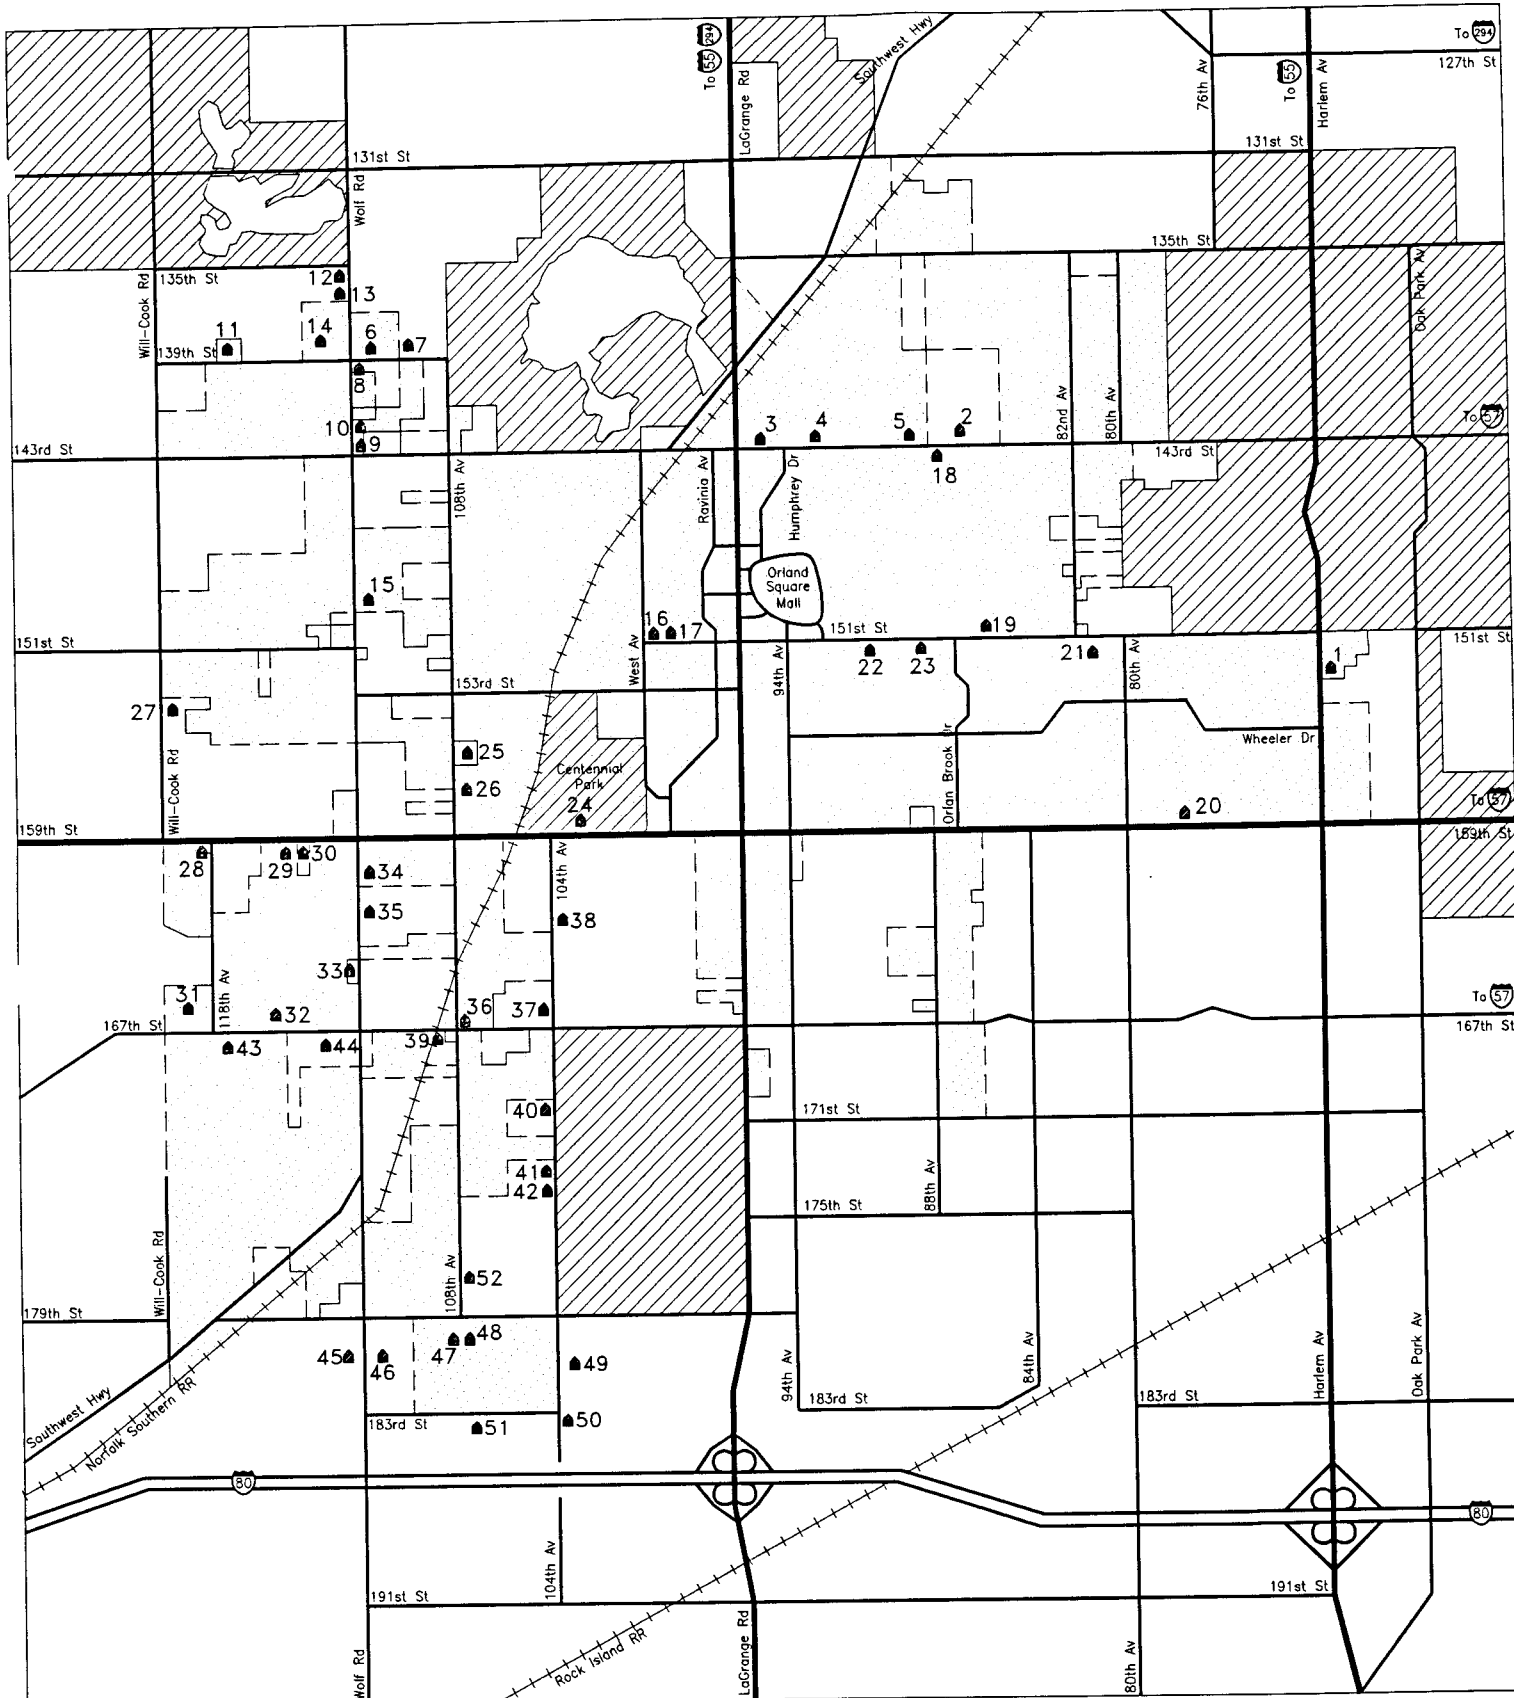 To 55 294
LaGrange Rd
Southwest Hwy
76th Av
To 55
Harlem Av
To 294
127th St
131st St
131st St
Wolf Rd
135th St
135th St
Will-Cook Rd
12
13
Oak Park Av
11
14
6
7
139th St
8
82nd Av
80th Av
To 57
10
9
3
4
5
2
143rd St
143rd St
18
108th Av
Ravinia Av
Humphrey Dr
15
Orland
Square
Mall
16
17
151st St
19
151st St
151st St
West Av
94th Av
22
23
21
80th Av
1
153rd St
27
Will-Cook Rd
25
Wheeler Dr
Centennial
Park
Orlan Brook Dr
26
24
20
To 57
159th St
159th St
28
29
30
34
104th Av
35
38
33
118th Av
31
32
36
37
To 57
167th St
167th St
43
44
39
40
171st St
41
42
88th Av
175th St
Will-Cook Rd
108th Av
52
179th St
45
46
47
48
49
94th Av
84th Av
Harlem Av
Oak Park Av
Southwest Hwy
Norfolk Southern RR
183rd St
51
50
183rd St
183rd St
80
80
104th Av
191st St
191st St
Wolf Rd
Rock Island RR
LaGrange Rd
80th Av